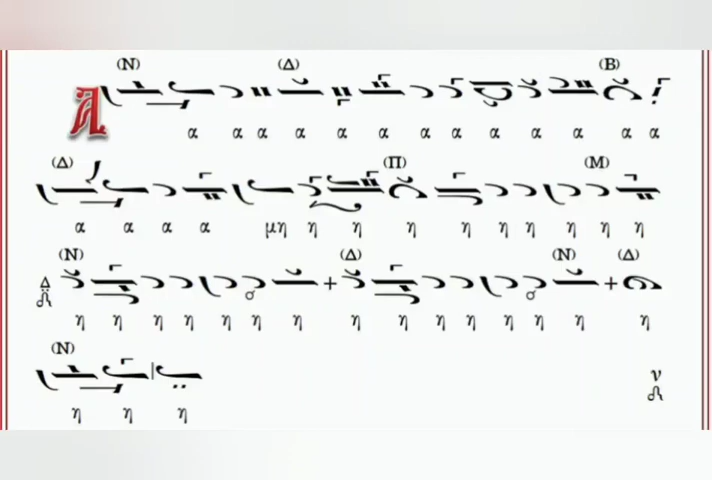 (Ν) (Δ) (Β)
Α α α α α α α α α α α α α α
(Δ) (Π) (Μ)
α α α α μη η η η η η η η η η
(Ν) (Δ) (Ν) (Δ)
Δ
η η η η η η η η η η η η η η η
(Ν)
ν
η η η